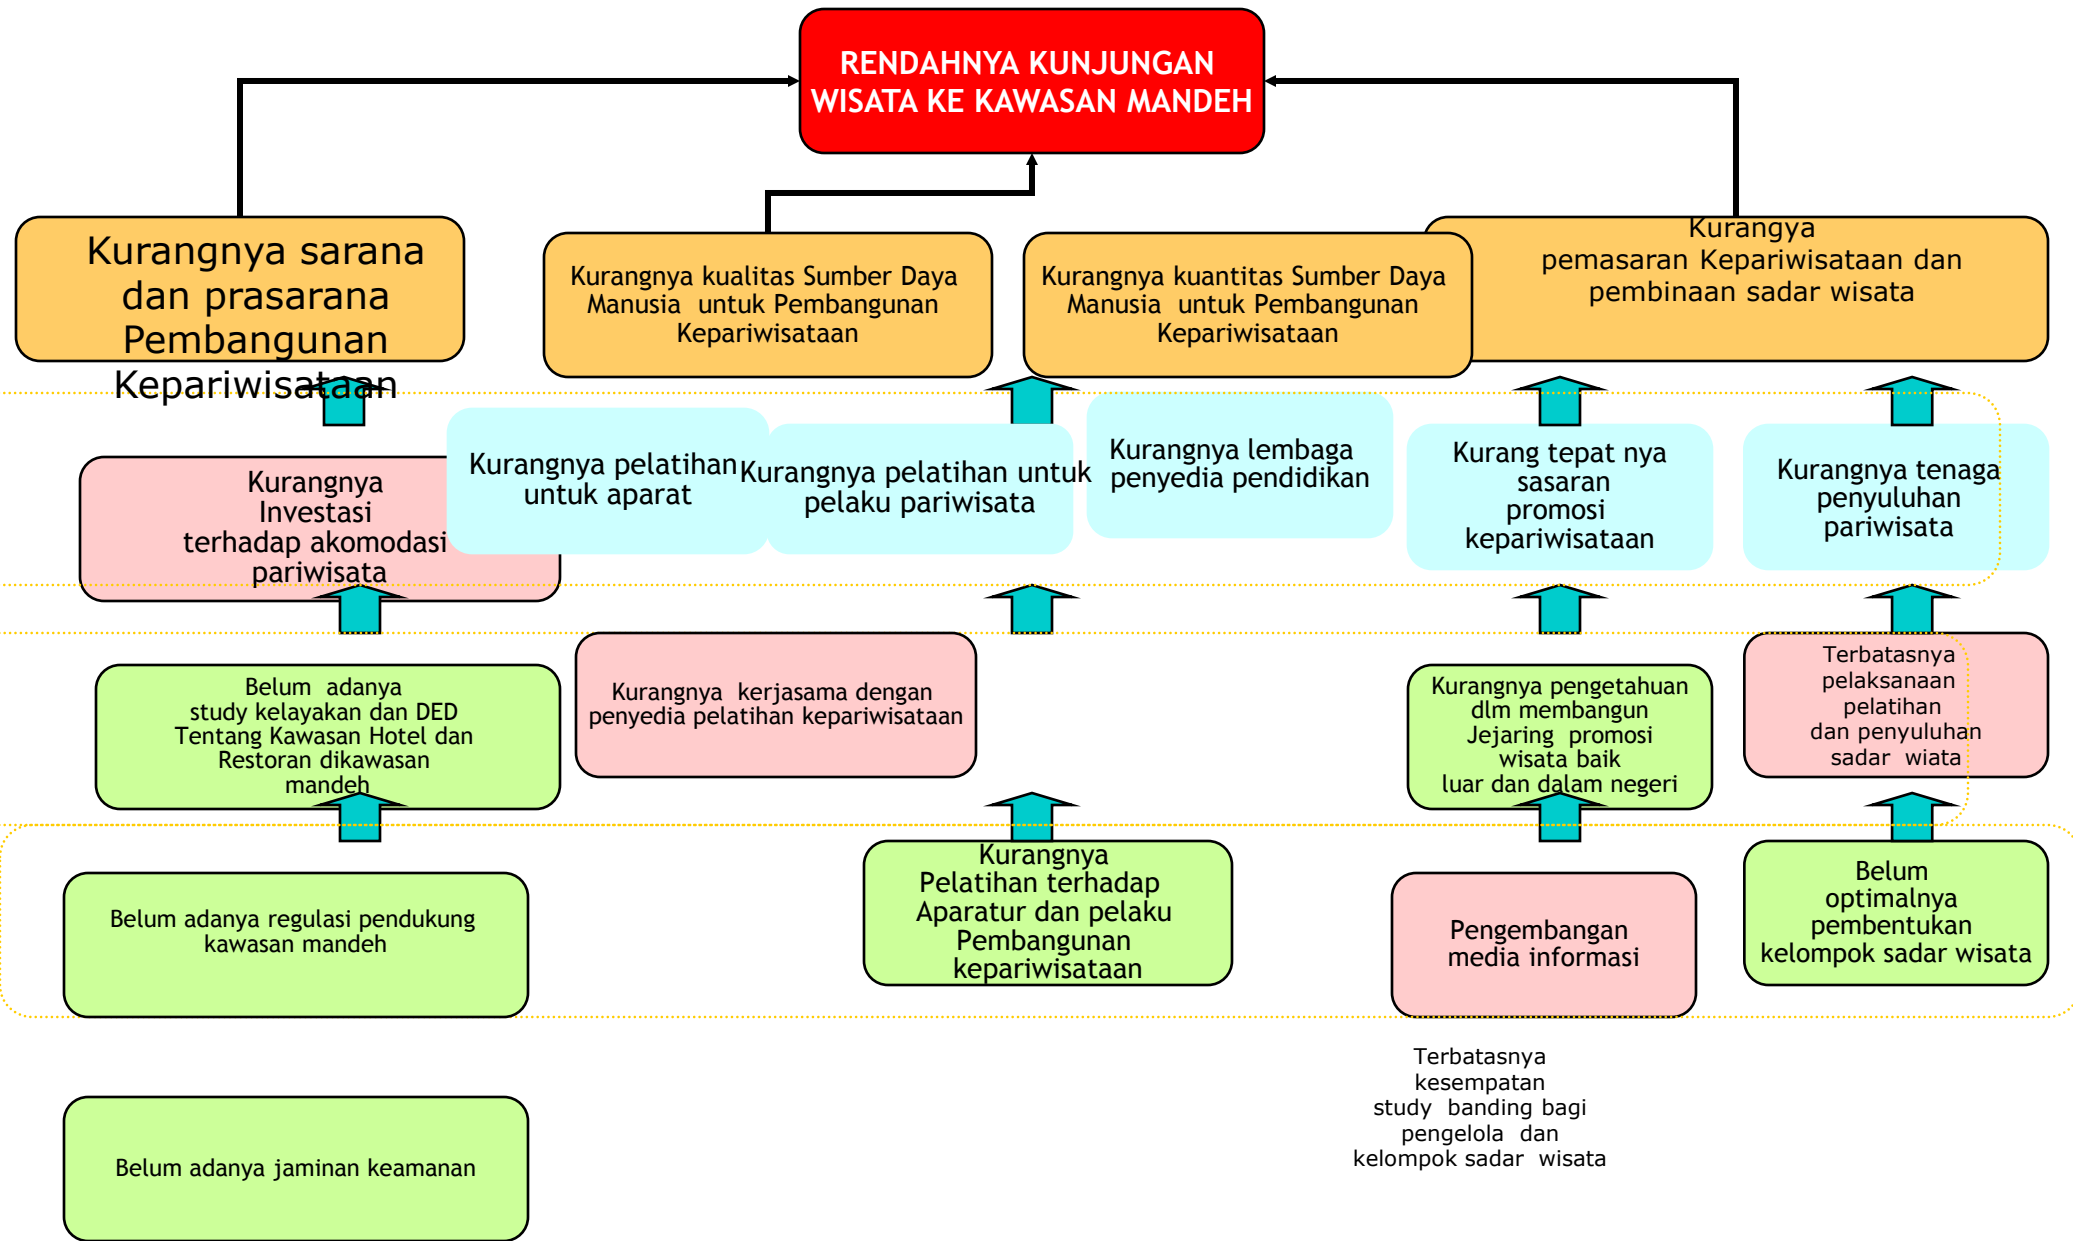 RENDAHNYA KUNJUNGAN
WISATA KE KAWASAN MANDEH
Kurangnya sarana
dan prasarana
Pembangunan
Kepariwisataan
Kurangnya kualitas Sumber Daya
Manusia untuk Pembangunan
Kepariwisataan
Kurangnya kuantitas Sumber Daya
Manusia untuk Pembangunan
Kepariwisataan
Kurangya
pemasaran Kepariwisataan dan
pembinaan sadar wisata
Kurangnya
Investasi
terhadap akomodasi
pariwisata
Kurangnya pelatihan
untuk aparat
Kurangnya pelatihan untuk
pelaku pariwisata
Kurangnya lembaga
penyedia pendidikan
Kurang tepat nya
sasaran
promosi
kepariwisataan
Kurangnya tenaga
penyuluhan
pariwisata
Belum adanya
study kelayakan dan DED
Tentang Kawasan Hotel dan
Restoran dikawasan
mandeh
Kurangnya kerjasama dengan
penyedia pelatihan kepariwisataan
Kurangnya pengetahuan
dlm membangun
Jejaring promosi
wisata baik
luar dan dalam negeri
Terbatasnya
pelaksanaan
pelatihan
dan penyuluhan
sadar wiata
Belum adanya regulasi pendukung
kawasan mandeh
Kurangnya
Pelatihan terhadap
Aparatur dan pelaku
Pembangunan
kepariwisataan
Pengembangan
media informasi
Belum
optimalnya
pembentukan
kelompok sadar wisata
Belum adanya jaminan keamanan
Terbatasnya
kesempatan
study banding bagi
pengelola dan
kelompok sadar wisata